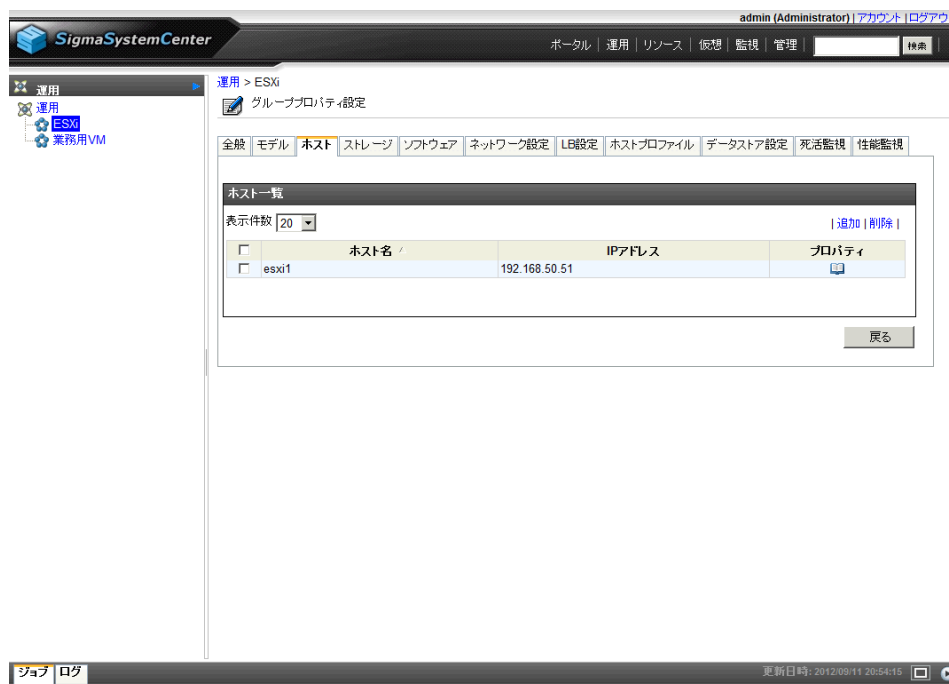 admin (Administrator) | アカウント | ログアウ
SigmaSystemCenter
ポータル | 運用 | リソース | 仮想 | 監視 | 管理 | 検索
運用
運用
ESXi
業務用VM
運用 > ESXi
グループプロパティ設定
全般 モデル ホスト ストレージ ソフトウェア ネットワーク設定 LB設定 ホストプロファイル データストア設定 死活監視 性能監視
ホスト一覧
表示件数 20
| 追加 | 削除 |
ホスト名 IPアドレス プロパティ
esxi1 192.168.50.51
戻る
ジョブ ログ
更新日時: 2012/09/11 20:54:15